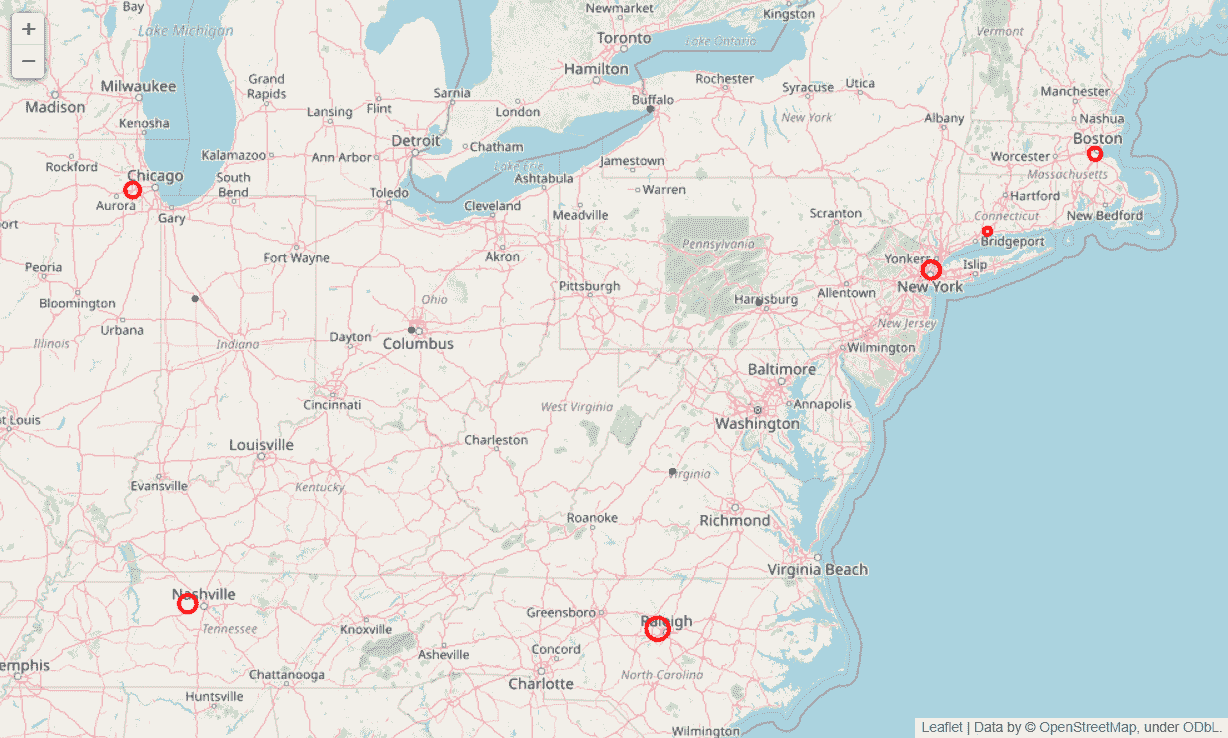 Bay
Newmarket
Kingston
Vermont
Lake Michigan
Toronto
Lake Ontario
Hamilton
Rochester
Syracuse
Utica
Grand
Rapids
Milwaukee
Sarnia
Manchester
Madison
Lansing
Flint
London
Buffalo
New York
Albany
Nashua
Kenosha
Detroit
Boston
Chatham
Kalamazoo
Ann Arbor
Lake Erie
Jamestown
Worcester
Rockford
Chicago
South
Bend
Ashtabula
Warren
Massachusetts
Toledo
Hartford
Aurora
Gary
Cleveland
Meadville
Scranton
Connecticut
New Bedford
ort
Pennsylvania
Bridgeport
Fort Wayne
Akron
Yonkers
Islip
Peoria
Pittsburgh
New York
Bloomington
Ohio
Harrisburg
Allentown
Urbana
Dayton
Columbus
New Jersey
Illinois
Indiana
Wilmington
Baltimore
Cincinnati
West Virginia
Annapolis
nt Louis
Washington
Louisville
Charleston
Virginia
Evansville
Kentucky
Roanoke
Richmond
Virginia Beach
Nashville
Greensboro
Raleigh
Tennessee
Knoxville
Asheville
Concord
emphis
Chattanooga
Charlotte
North Carolina
Huntsville
Wilmington
+
−
Leaflet | Data by © OpenStreetMap, under ODbL.